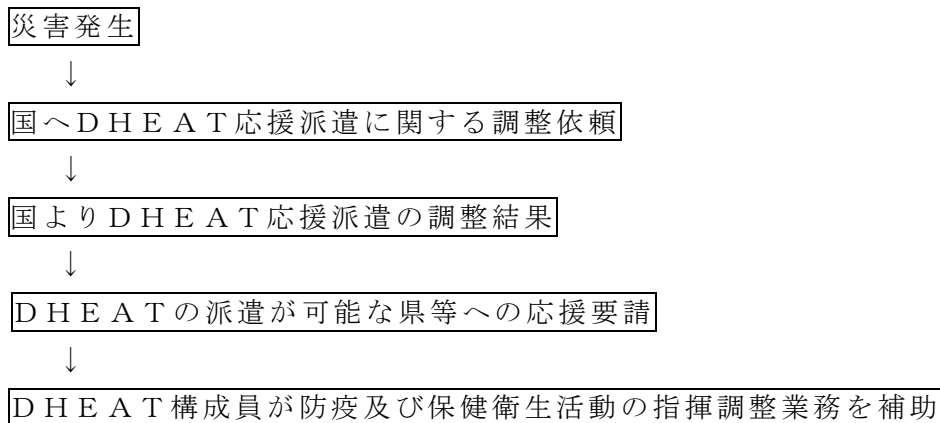 災害発生
↓
国へDHEAT応援派遣に関する調整依頼
↓
国よりDHEAT応援派遣の調整結果
↓
DHEATの派遣が可能な県等への応援要請
↓
DHEAT構成員が防疫及び保健衛生活動の指揮調整業務を補助